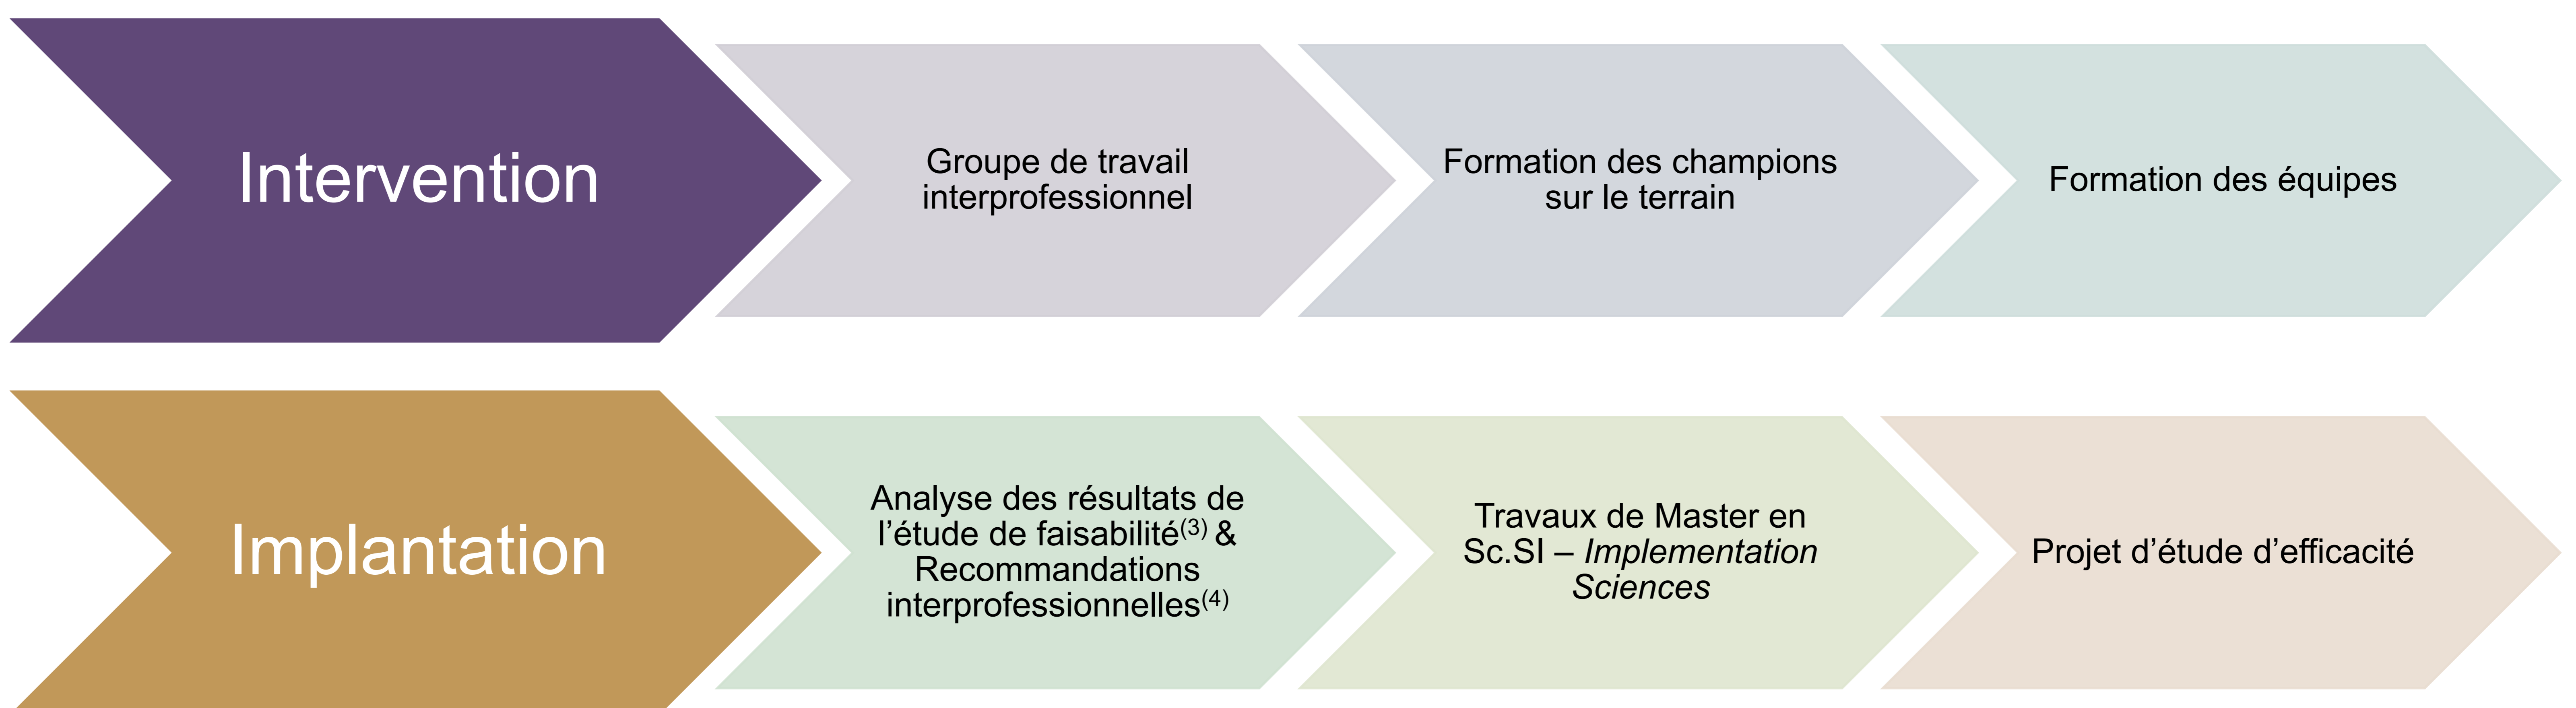 Intervention
Groupe de travail
interprofessionnel
Formation des champions
sur le terrain
Formation des équipes
Implantation
Analyse des résultats de
l’étude de faisabilité(3) &
Recommandations
interprofessionnelles(4)
Travaux de Master en
Sc.SI – Implementation
Sciences
Projet d’étude d’efficacité